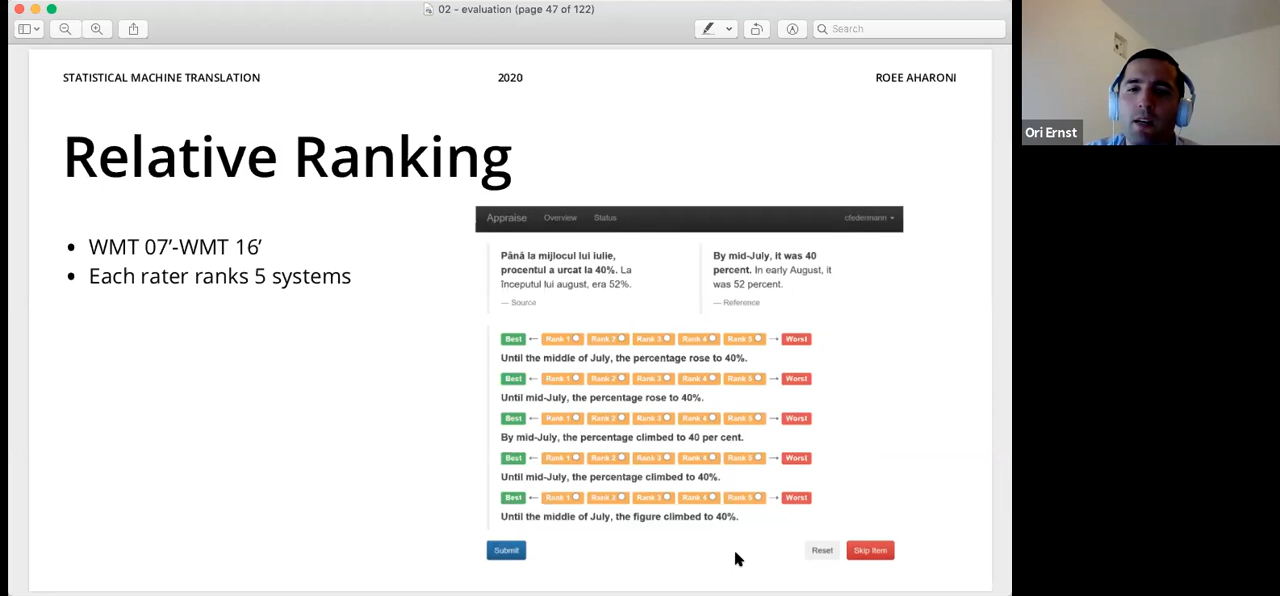 02 - evaluation (page 47 of 122)
Search
STATISTICAL MACHINE TRANSLATION 2020 ROEE AHARONI
Relative Ranking
• WMT 07’-WMT 16’
• Each rater ranks 5 systems
Appraise Overview Status cfedermann
Până la mijlocul lui iulie,
procentul a urcat la 40%. La
începutul lui august, era 52%.
— Source
By mid-July, it was 40
percent. In early August, it
was 52 percent.
— Reference
Best ← Rank 1 Rank 2 Rank 3 Rank 4 Rank 5 → Worst
Until the middle of July, the percentage rose to 40%.
Best ← Rank 1 Rank 2 Rank 3 Rank 4 Rank 5 → Worst
Until mid-July, the percentage rose to 40%.
Best ← Rank 1 Rank 2 Rank 3 Rank 4 Rank 5 → Worst
By mid-July, the percentage climbed to 40 per cent.
Best ← Rank 1 Rank 2 Rank 3 Rank 4 Rank 5 → Worst
Until mid-July, the percentage climbed to 40%.
Best ← Rank 1 Rank 2 Rank 3 Rank 4 Rank 5 → Worst
Until the middle of July, the figure climbed to 40%.
Submit Reset Skip Item
Ori Ernst